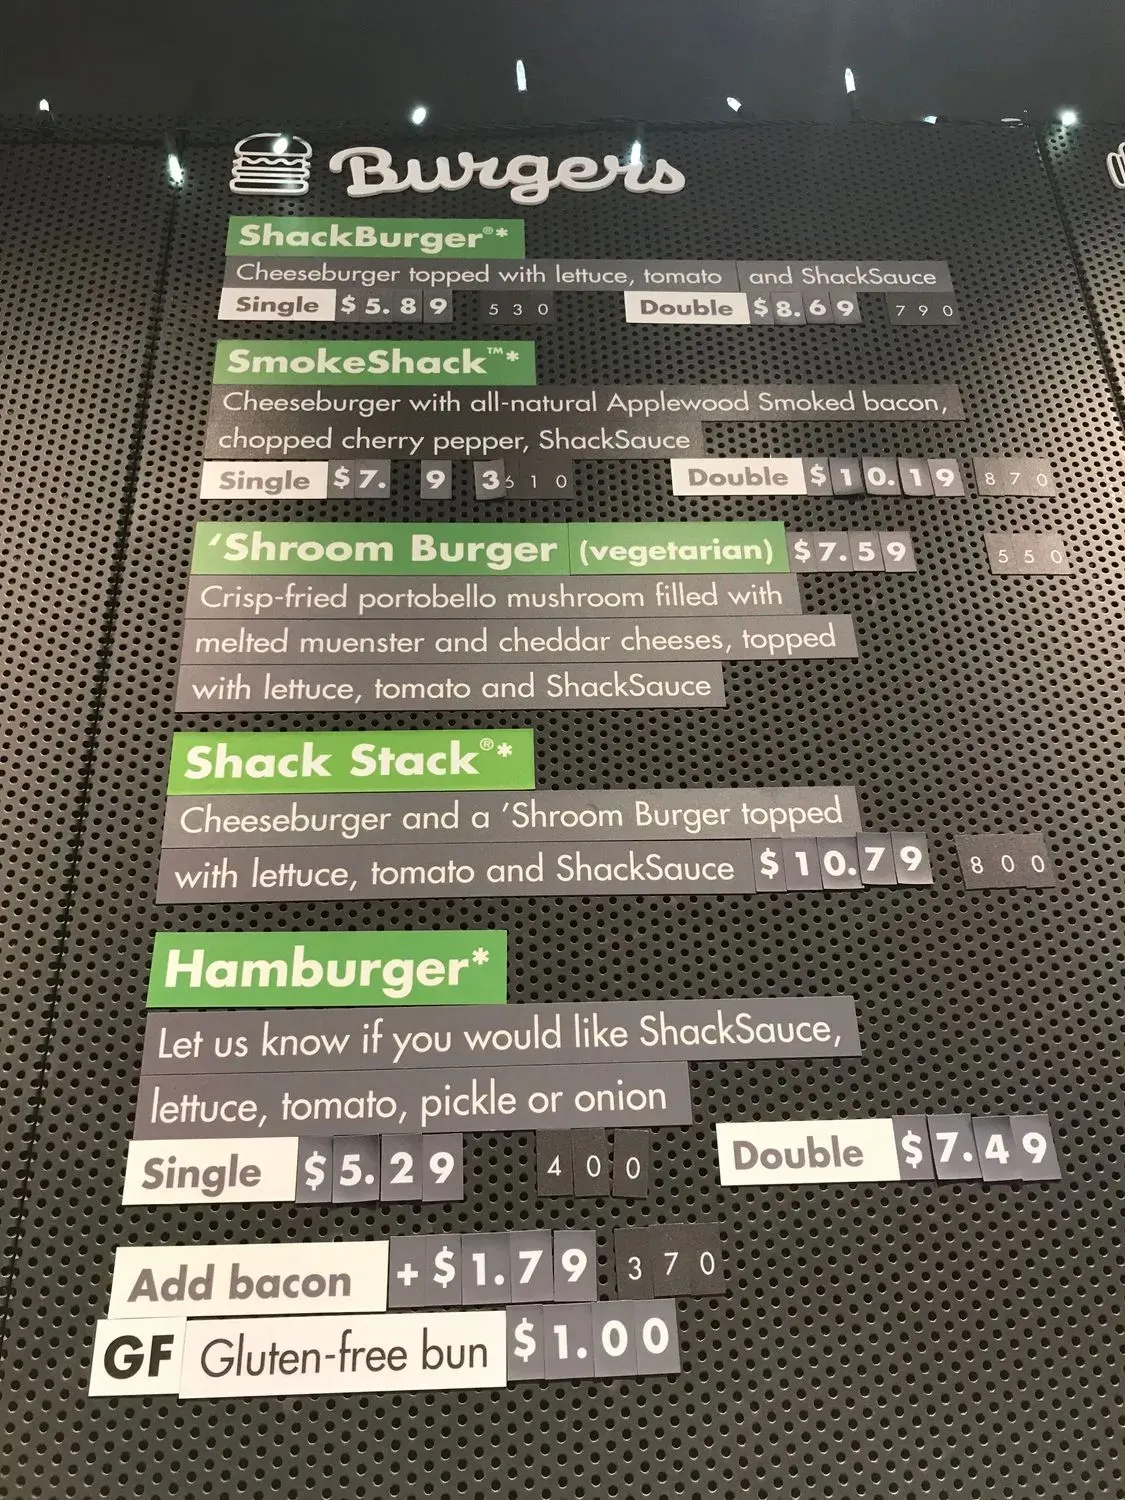 Burgers
ShackBurger®*
Cheeseburger topped with lettuce, tomato and ShackSauce
Single $5.89 530 Double $8.69 790
SmokeShack™*
Cheeseburger with all-natural Applewood Smoked bacon,
chopped cherry pepper, ShackSauce
Single $7. 9 3 610 Double $10.19 870
'Shroom Burger (vegetarian) $7.59 550
Crisp-fried portobello mushroom filled with
melted muenster and cheddar cheeses, topped
with lettuce, tomato and ShackSauce
Shack Stack®*
Cheeseburger and a 'Shroom Burger topped
with lettuce, tomato and ShackSauce $10.79 800
Hamburger*
Let us know if you would like ShackSauce,
lettuce, tomato, pickle or onion
Single $5.29 400 Double $7.49
Add bacon +$1.79 370
GF Gluten-free bun $1.00